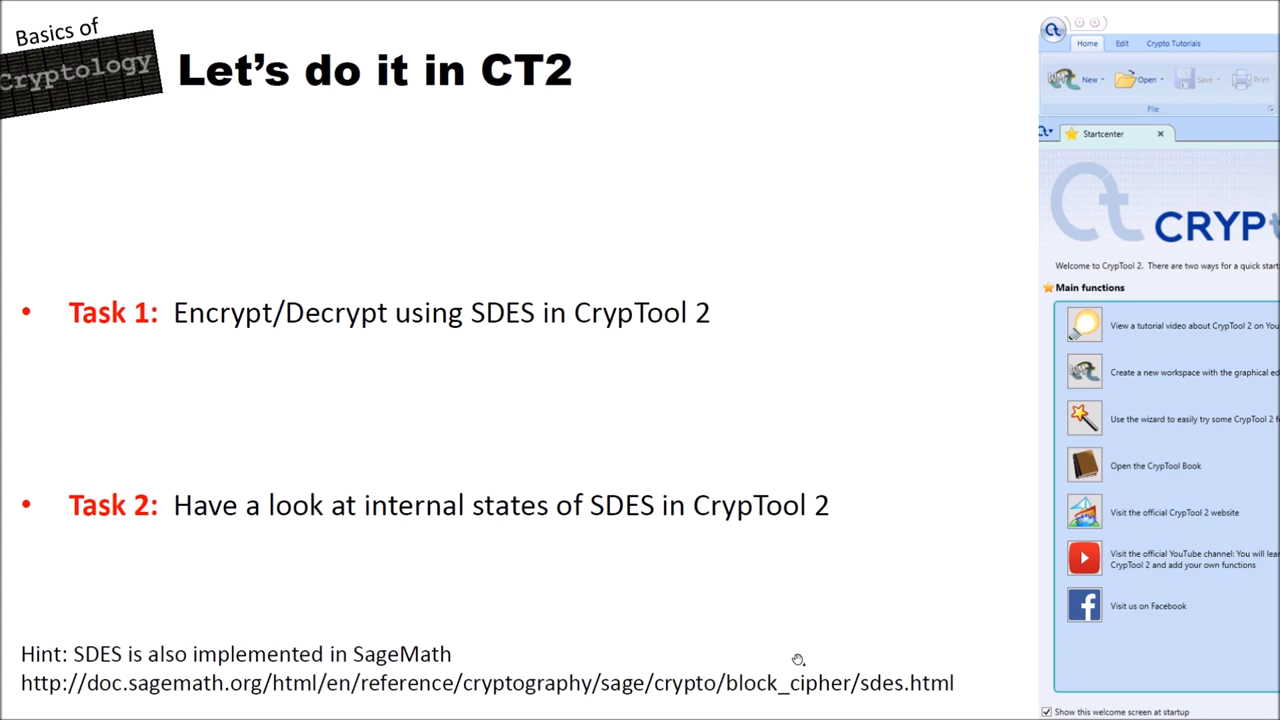 Basics of
Cryptology
Let's do it in CT2
• Task 1: Encrypt/Decrypt using SDES in CrypTool 2
• Task 2: Have a look at internal states of SDES in CrypTool 2
Hint: SDES is also implemented in SageMath
http://doc.sagemath.org/html/en/reference/cryptography/sage/crypto/block_cipher/sdes.html
Home Edit Crypto Tutorials
New Open Save Print
File
Startcenter
CRYP
Welcome to CrypTool 2. There are two ways for a quick start
Main functions
View a tutorial video about CrypTool 2 on You
Create a new workspace with the graphical ed
Use the wizard to easily try some CrypTool 2 f
Open the CrypTool Book
Visit the official CrypTool 2 website
Visit the official YouTube channel: You will lear
CrypTool 2 and add your own functions
Visit us on Facebook
Show this welcome screen at startup